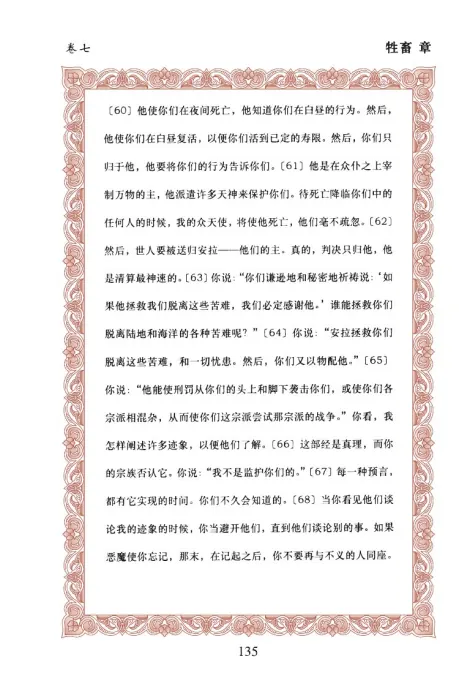 卷七
牲畜 章
［60］他使你们在夜间死亡，他知道你们在白昼的行为。然后，
他使你们在白昼复活，以便你们活到已定的寿限。然后，你们只
归于他，他要将你们的行为告诉你们。［61］他是在众仆之上宰
制万物的主，他派遣许多天神来保护你们。待死亡降临你们中的
任何人的时候，我的众天使，将使他死亡，他们毫不疏忽。［62］
然后，世人要被送归安拉——他们的主。真的，判决只归他，他
是清算最神速的。［63］你说：“你们谦逊地和秘密地祈祷说：‘如
果他拯救我们脱离这些苦难，我们必定感谢他。’谁能拯救你们
脱离陆地和海洋的各种苦难呢？”［64］你说：“安拉拯救你们
脱离这些苦难，和一切忧患。然后，你们又以物配他。”［65］
你说：“他能使刑罚从你们的头上和脚下袭击你们，或使你们各
宗派相混杂，从而使你们这宗派尝试那宗派的战争。”你看，我
怎样阐述许多迹象，以便他们了解。［66］这部经是真理，而你
的宗族否认它。你说：“我不是监护你们的。”［67］每一种预言，
都有它实现的时间。你们不久会知道的。［68］当你看见他们谈
论我的迹象的时候，你当避开他们，直到他们谈论别的事。如果
恶魔使你忘记，那末，在记起之后，你不要再与不义的人同座。
135